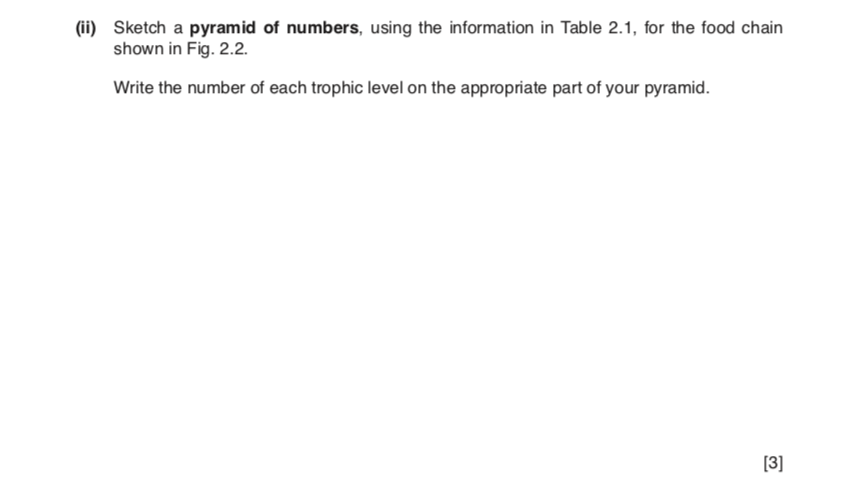 (ii) Sketch a pyramid of numbers, using the information in Table 2.1, for the food chain
shown in Fig. 2.2.
Write the number of each trophic level on the appropriate part of your pyramid.
[3]